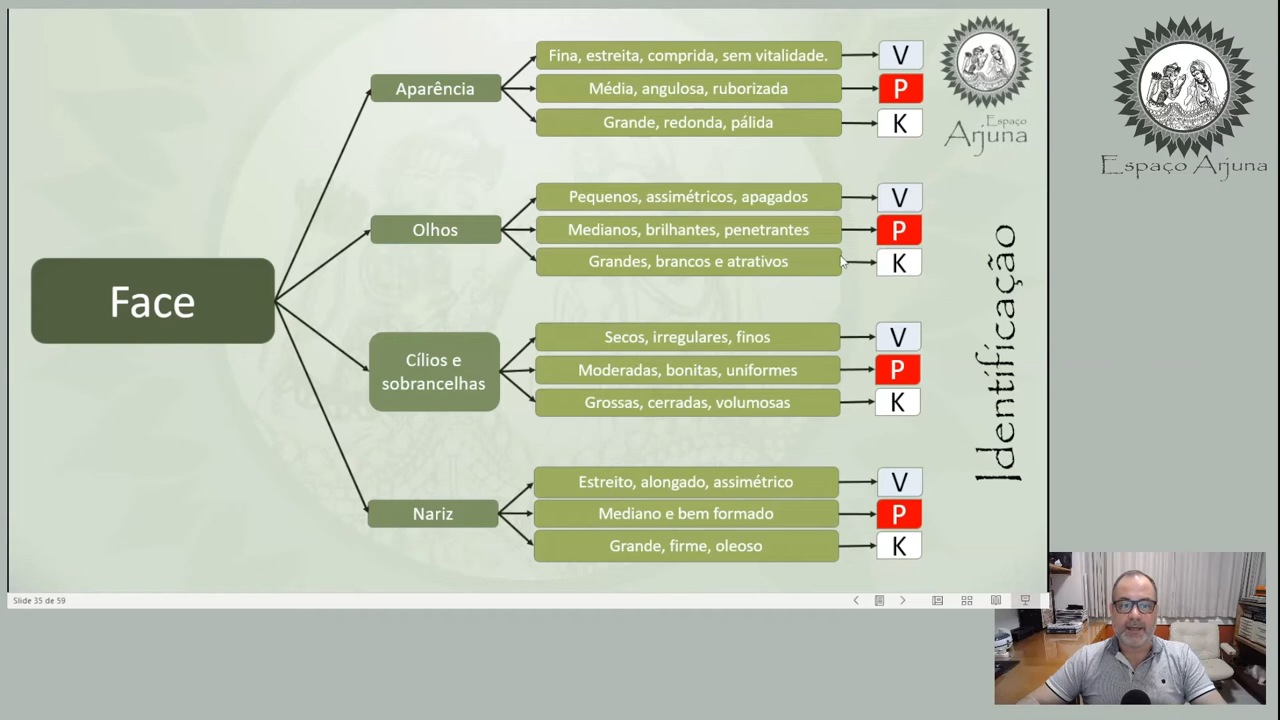 Face
Aparência
Fina, estreita, comprida, sem vitalidade.
V
Média, angulosa, ruborizada
P
Grande, redonda, pálida
K
Olhos
Pequenos, assimétricos, apagados
V
Medianos, brilhantes, penetrantes
P
Grandes, brancos e atrativos
K
Cílios e
sobrancelhas
Secos, irregulares, finos
V
Moderadas, bonitas, uniformes
P
Grossas, cerradas, volumosas
K
Nariz
Estreito, alongado, assimétrico
V
Mediano e bem formado
P
Grande, firme, oleoso
K
Espaço
Arjuna
Identificação
Espaço Arjuna
Slide 35 de 59